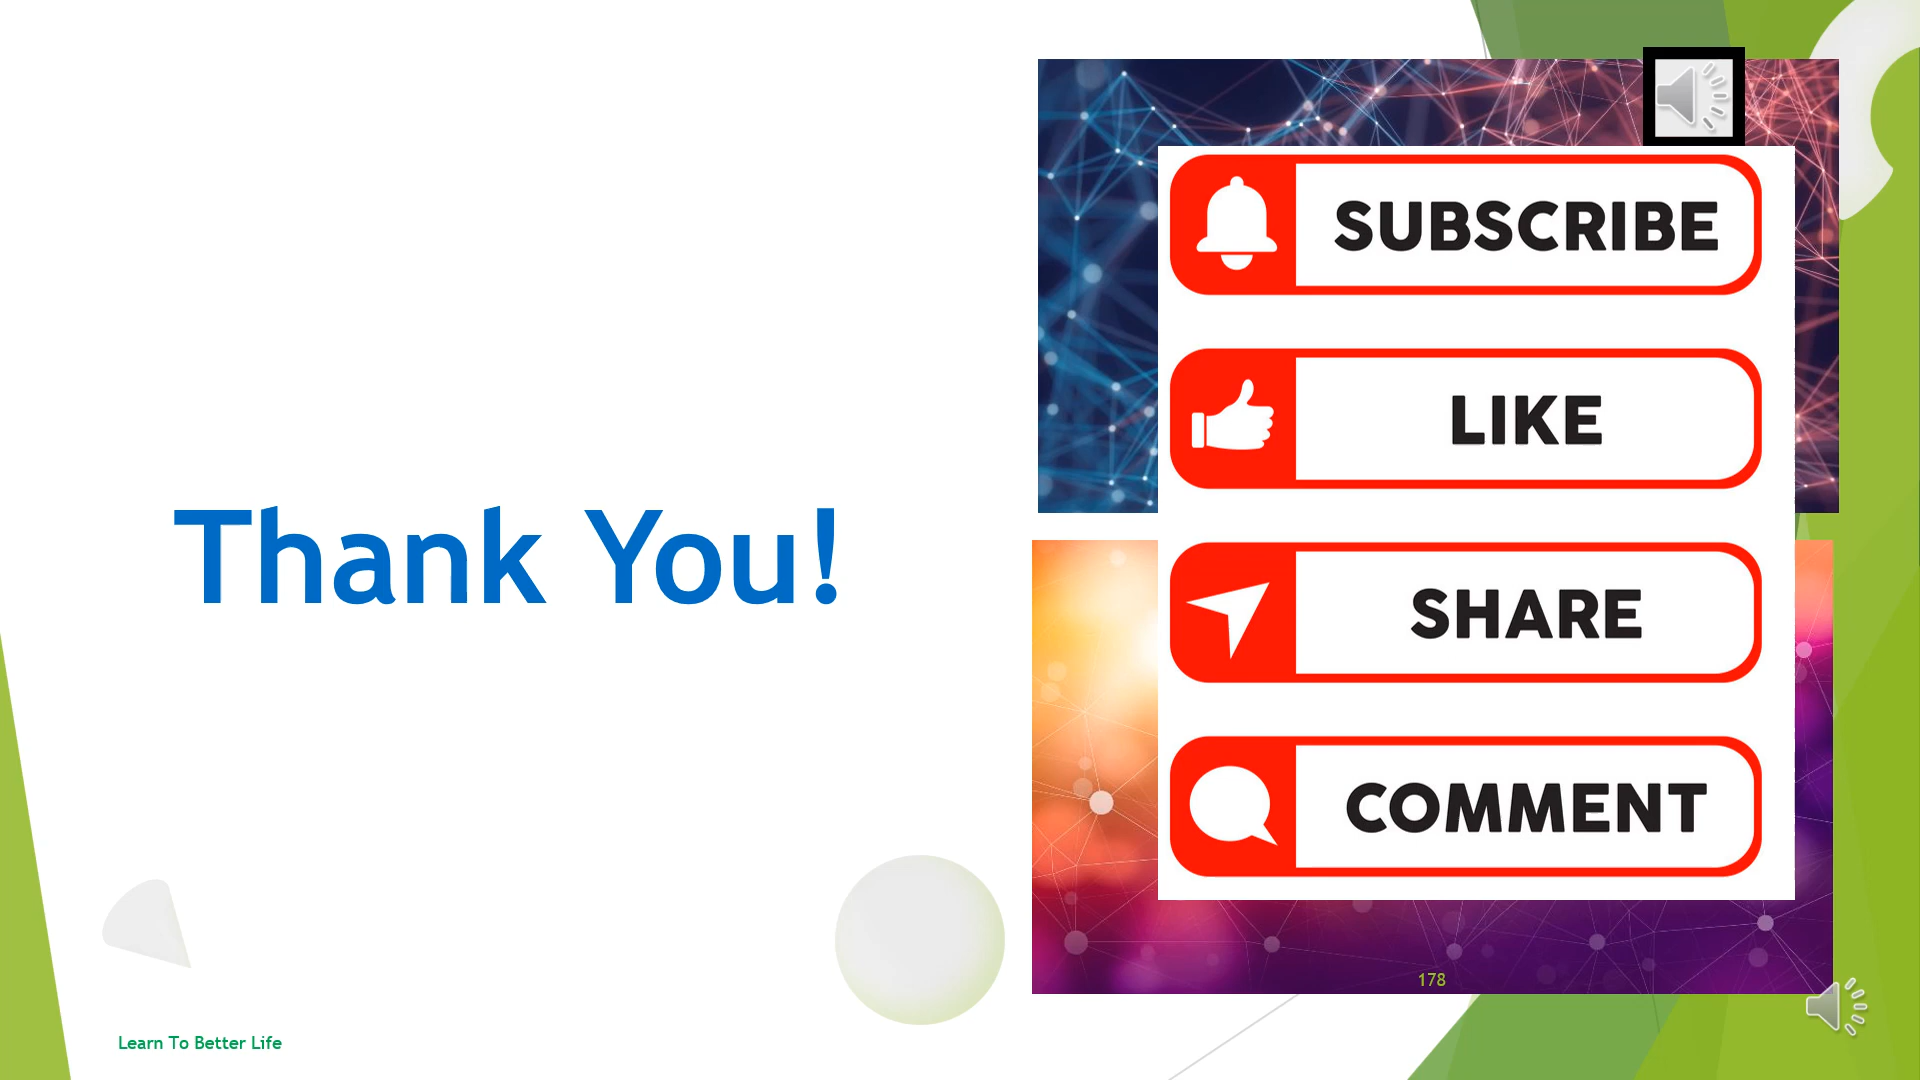 Thank You!
SUBSCRIBE
LIKE
SHARE
COMMENT
178
Learn To Better Life